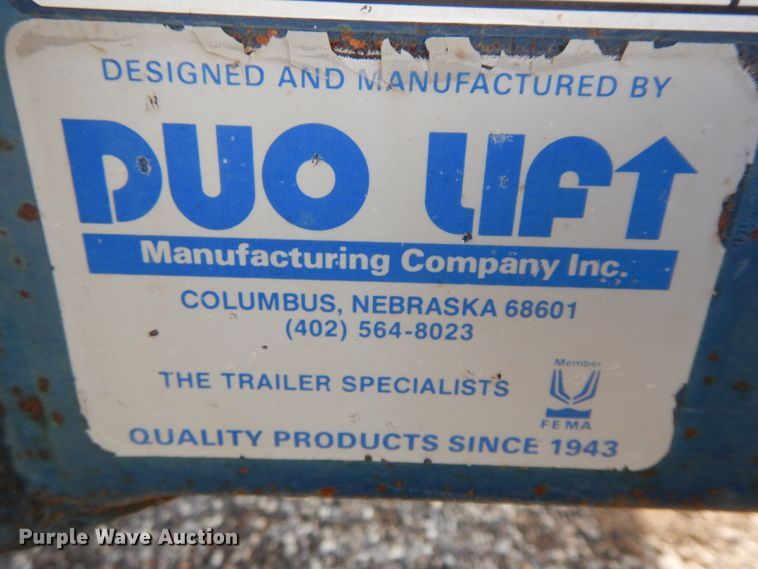 DESIGNED AND MANUFACTURED BY
DUO LIFT
Manufacturing Company Inc.
COLUMBUS, NEBRASKA 68601
(402) 564-8023
THE TRAILER SPECIALISTS
Member
FEMA
QUALITY PRODUCTS SINCE 1943
Purple Wave Auction